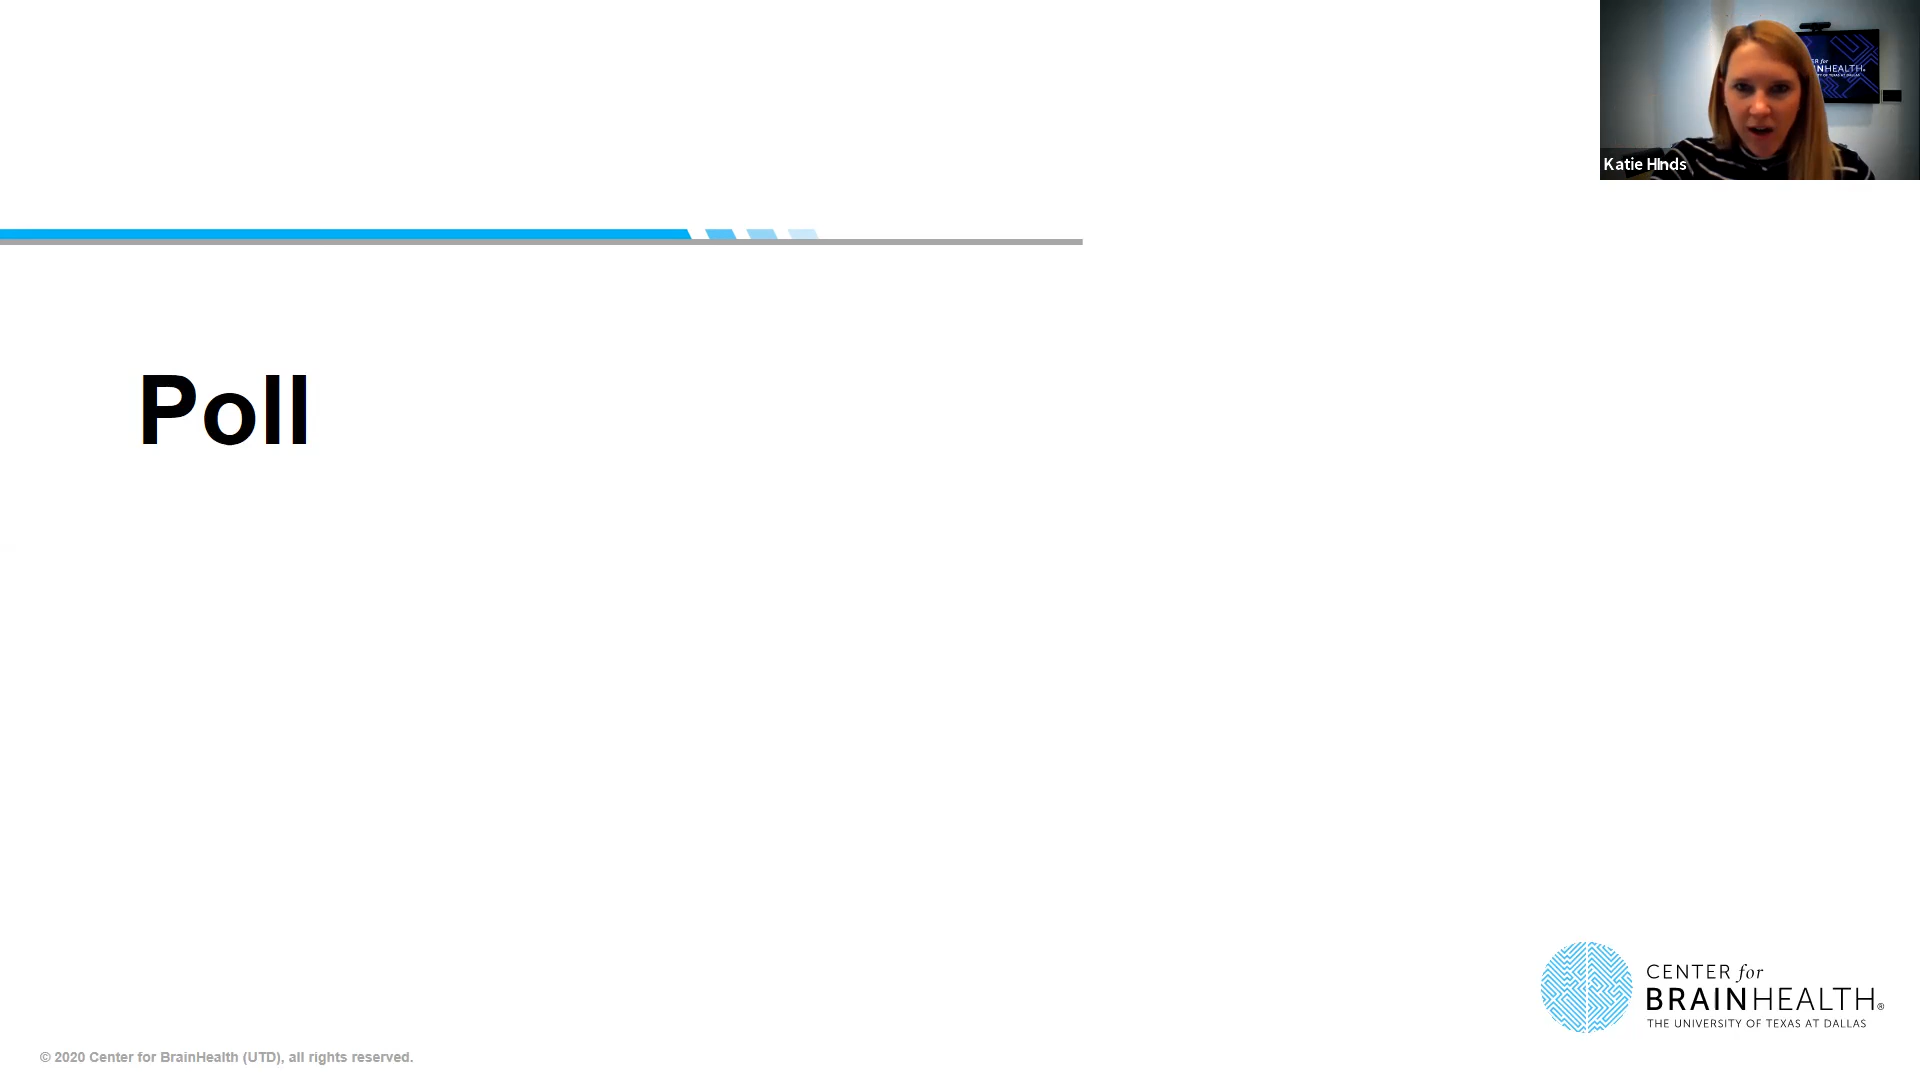 Katie Hinds
Poll
CENTER for
BRAINHEALTH®
THE UNIVERSITY OF TEXAS AT DALLAS
© 2020 Center for BrainHealth (UTD), all rights reserved.